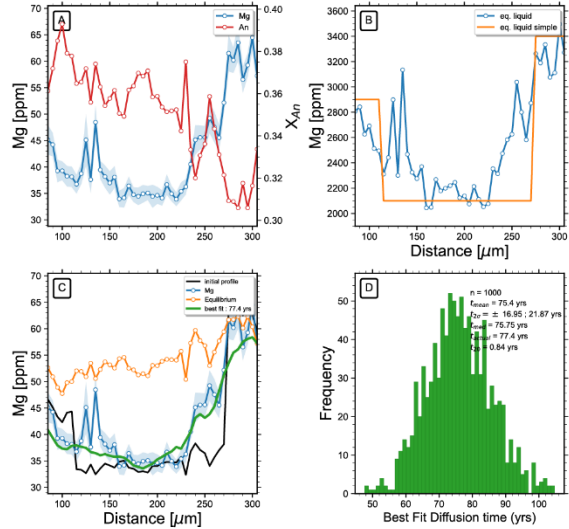 A
Mg
An
Mg [ppm]
70
65
60
55
50
45
40
35
30
0.40
0.38
0.36
0.34
0.32
0.30
X_An
100
150
200
250
300
B
eq. liquid
eq. liquid simple
Mg [ppm]
3600
3400
3200
3000
2800
2600
2400
2200
2000
100
150
200
250
300
Distance [μm]
C
initial profile
Mg
Equilibrium
best fit : 77.4 yrs
Mg [ppm]
70
65
60
55
50
45
40
35
30
100
150
200
250
300
Distance [μm]
D
n = 1000
t_mean = 75.4 yrs
t_2σ = ± 16.95 ; 21.87 yrs
t_med = 75.75 yrs
t_actual = 77.4 yrs
0.84 yrs
Frequency
50
40
30
20
10
0
50
60
70
80
90
100
Best Fit Diffusion time (yrs)